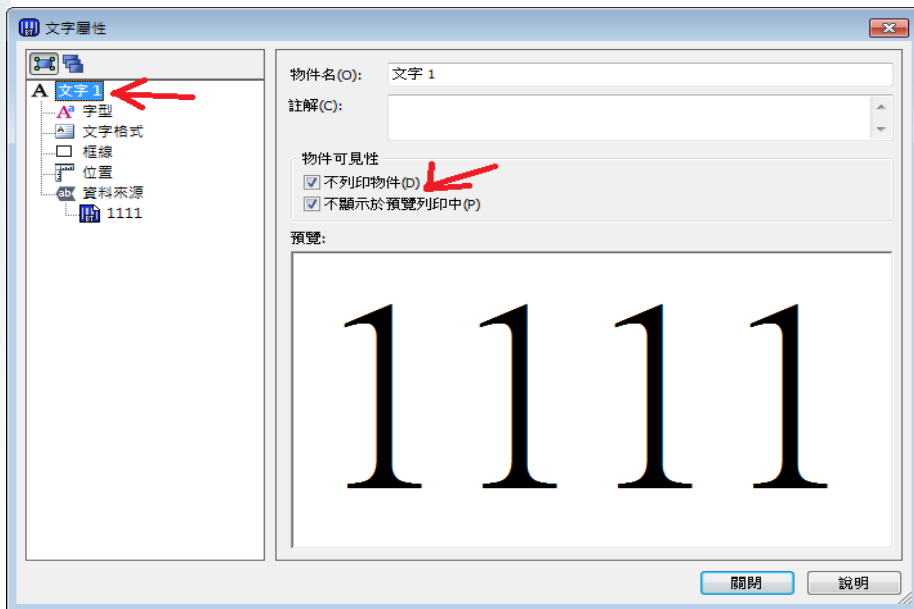 文字屬性
A 文字 1
Aª 字型
文字格式
框線
位置
資料來源
1111
物件名(O): 文字 1
註解(C):
物件可見性
不列印物件(D)
不顯示於預覽列印中(P)
預覽:
1111
關閉
說明